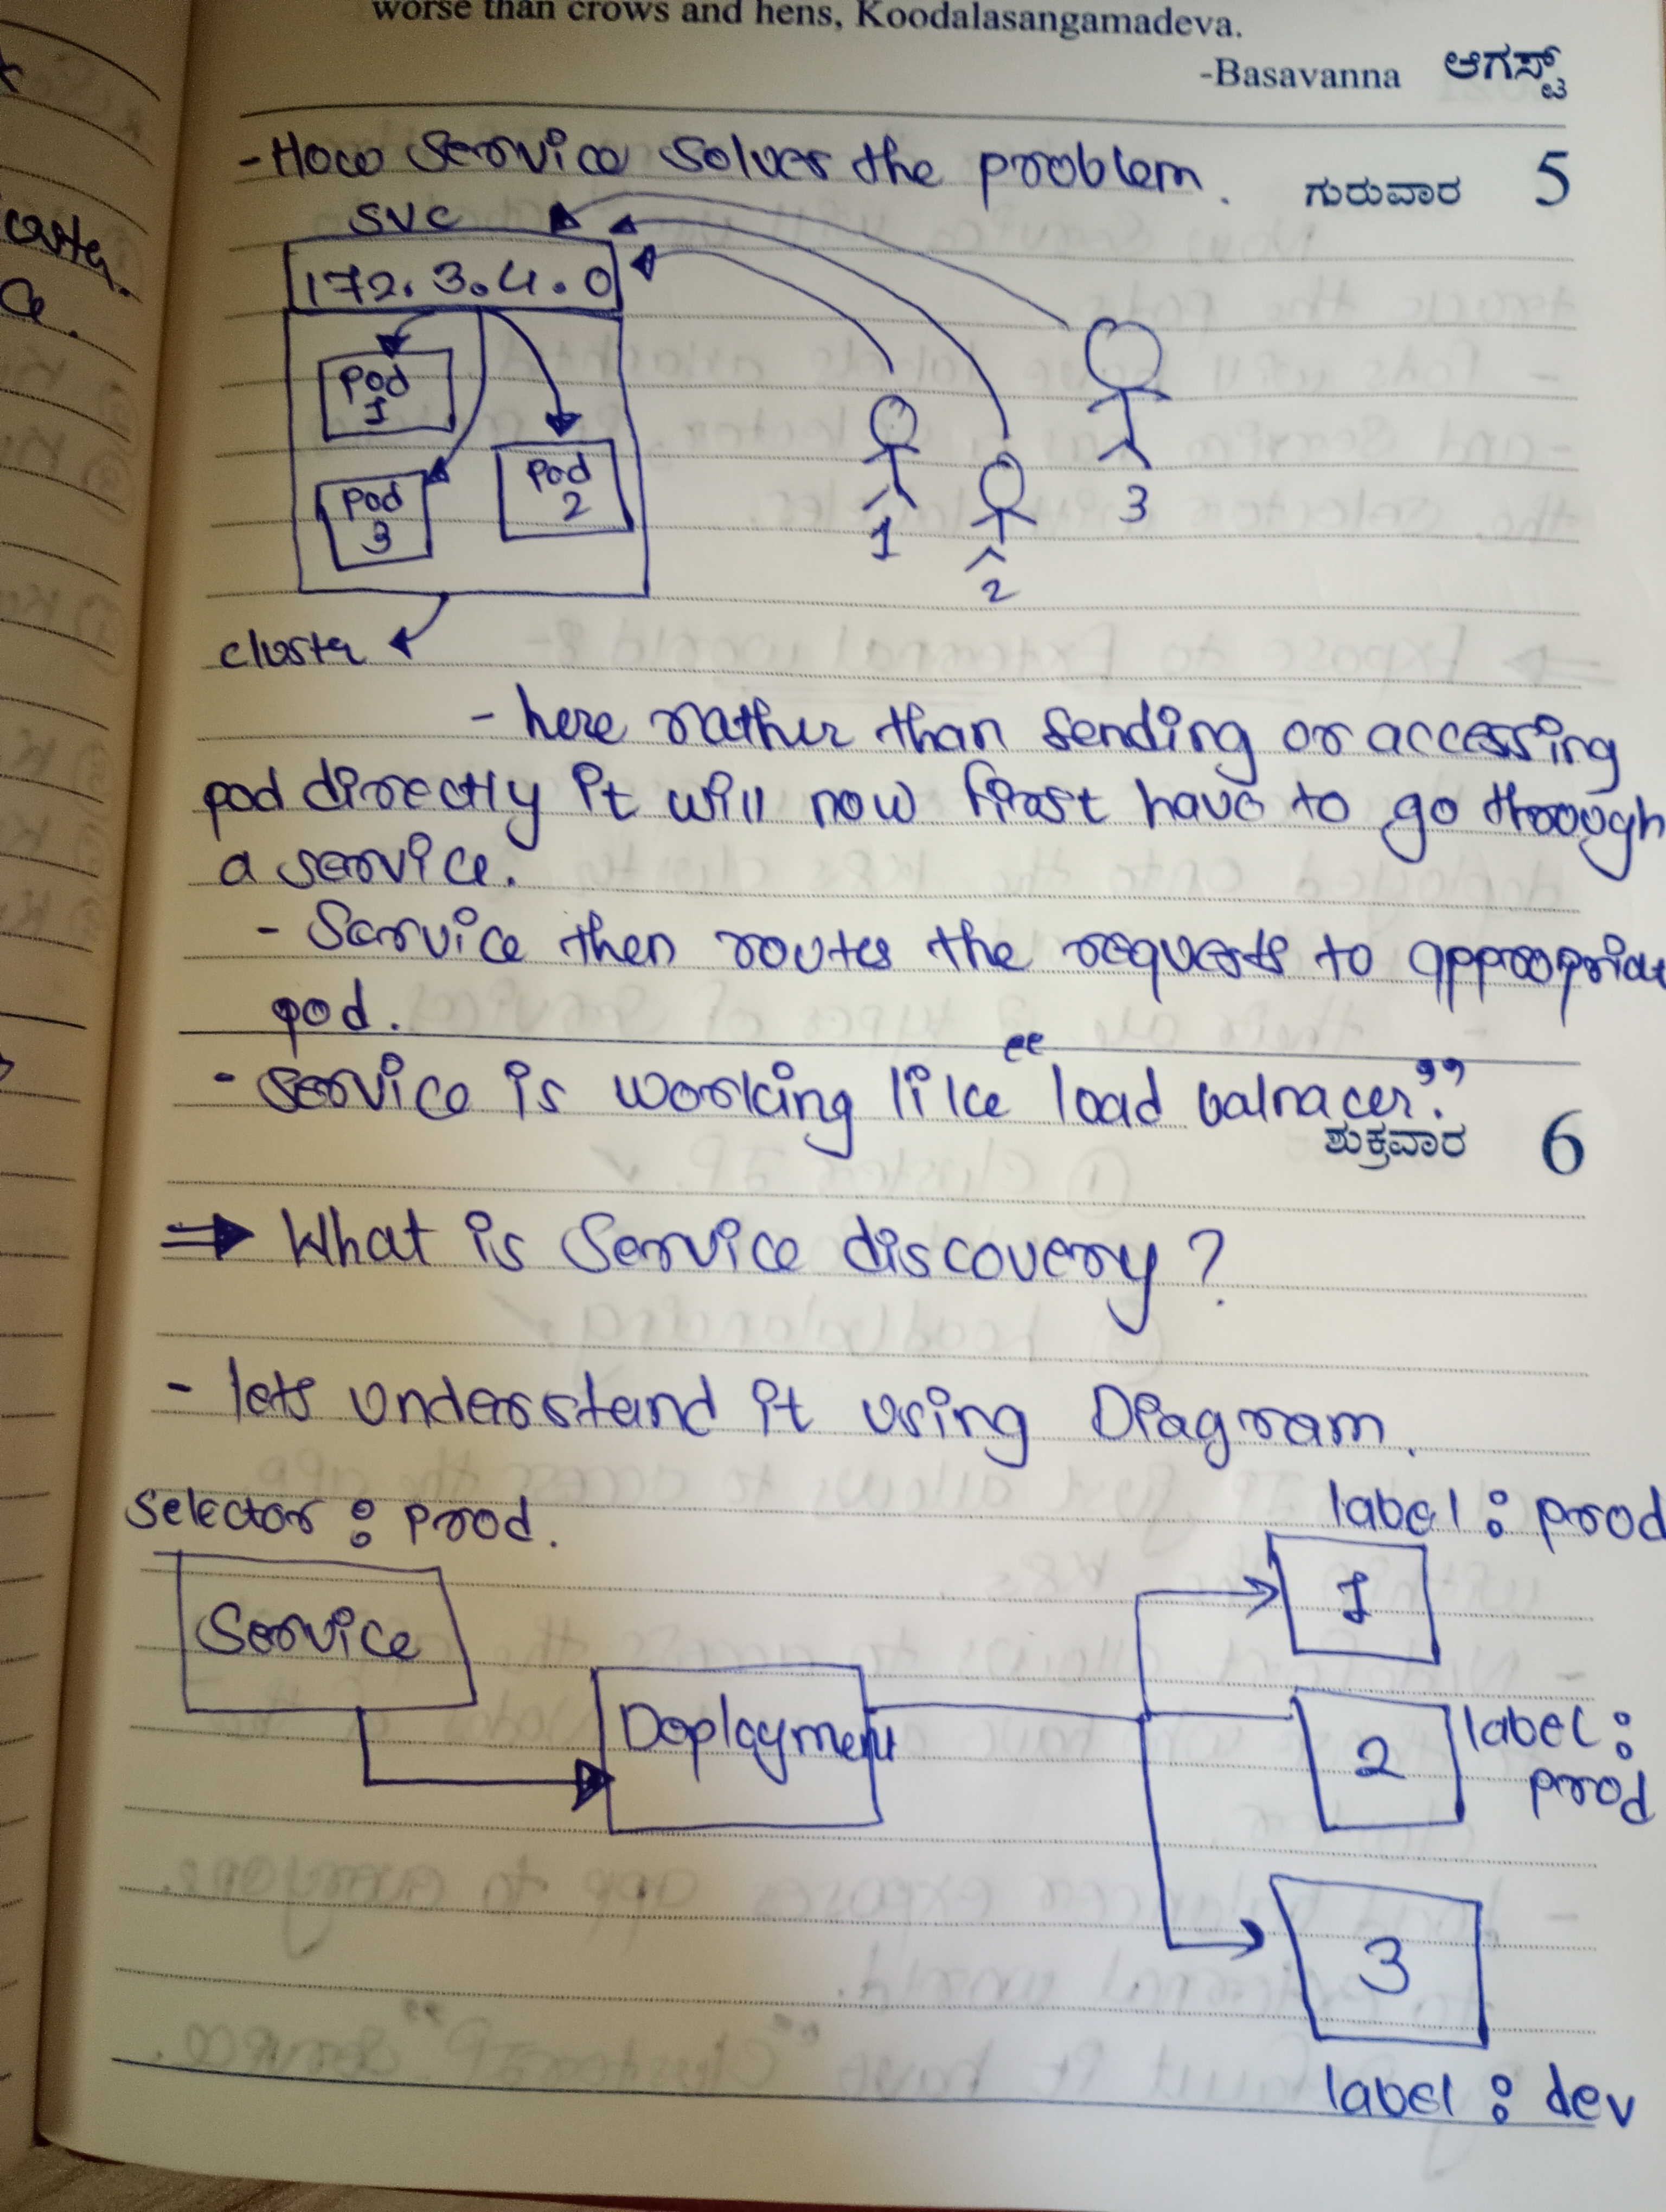 worse than crows and hens, Koodalasangamadeva.
-Basavanna ಆಗಸ್ಟ್
- How service solves the problem.
ಗುರುವಾರ 5
svc
172.3.4.0
Pod
1
Pod
2
Pod
3
1
2
3
cluster
- here rather than sending or accessing
pod directly it will now first have to go through
a service.
- Service then routes the requests to
pod.
- service is working like “load balnacer.”
ಶುಕ್ರವಾರ 6
⇒ What is Service discovery?
- lets understand it using Diagram.
selector : prod.
label : prod
Service
1
Deployment
2
label :
prod
3
label : dev